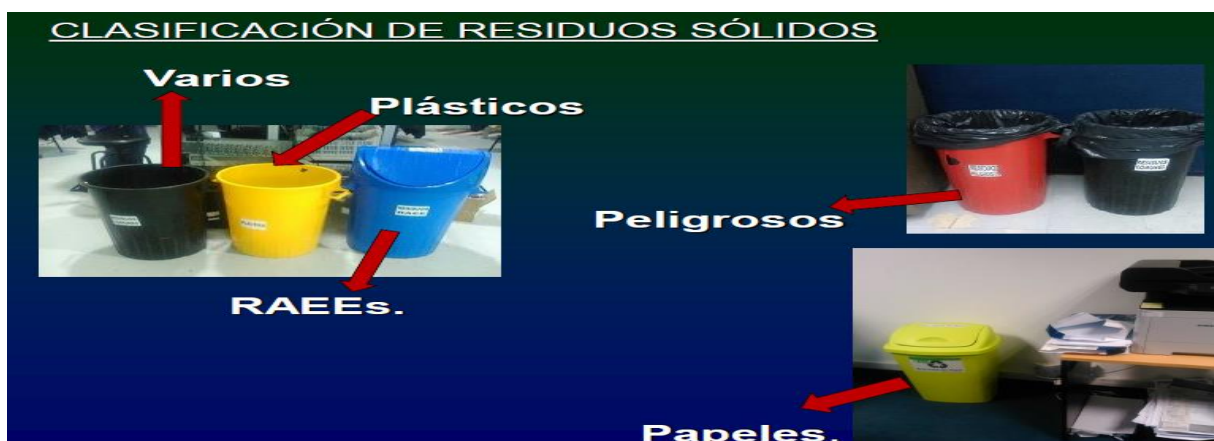 CLASIFICACIÓN DE RESIDUOS SÓLIDOS
Varios
Plásticos
Peligrosos
RAEEs.
Papeles.